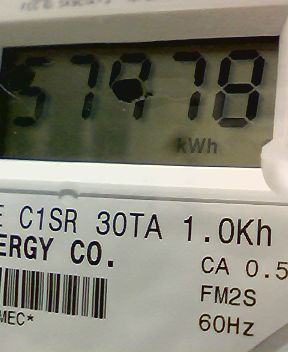 57978
kWh
E C1SR 30TA 1.0Kh
ERGY CO.
CA 0.5
FM2S
MEC*
60Hz